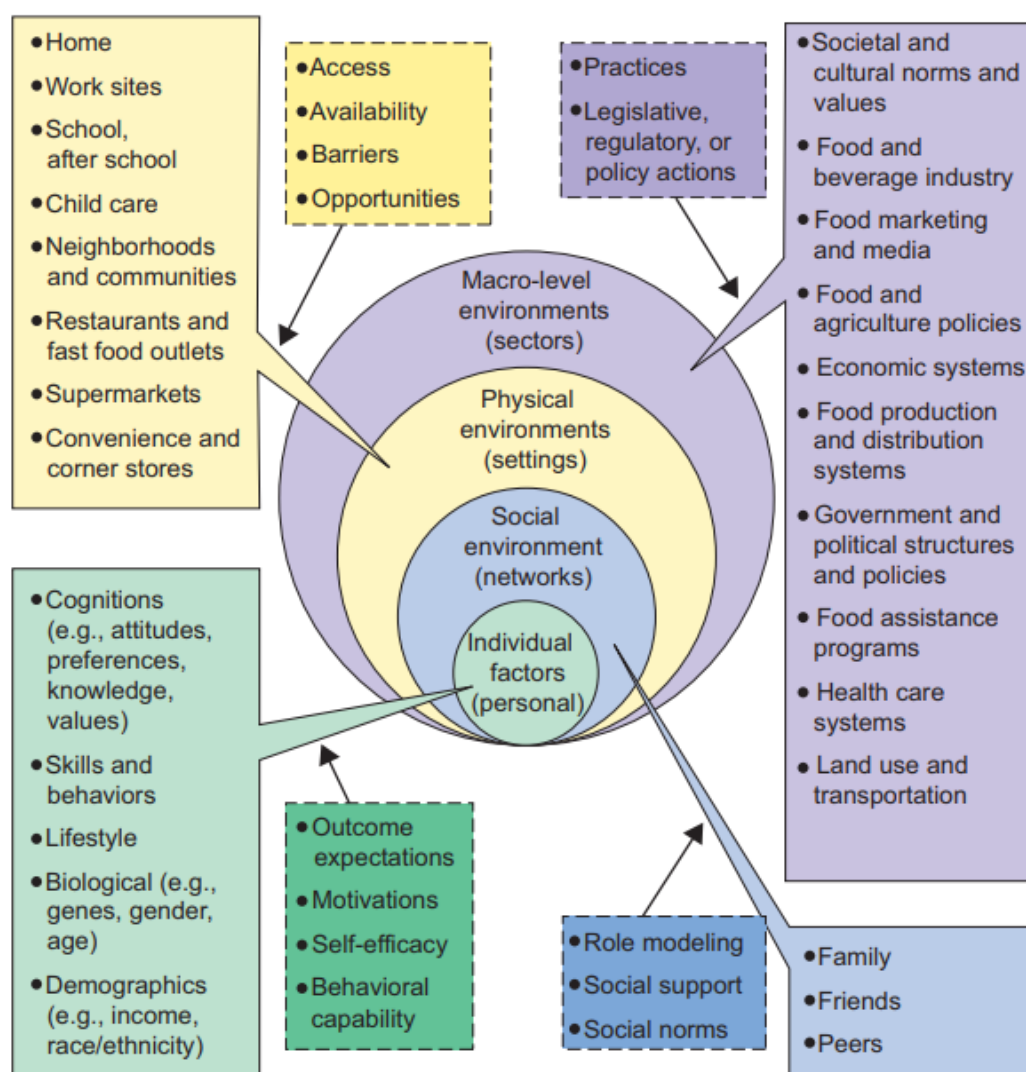 ●Home
●Work sites
●School,
after school
●Child care
●Neighborhoods
and communities
●Restaurants and
fast food outlets
●Supermarkets
●Convenience and
corner stores
●Access
●Availability
●Barriers
●Opportunities
●Practices
●Legislative,
regulatory, or
policy actions
●Societal and
cultural norms and
values
● Food and
beverage industry
●Food marketing
and media
● Food and
agriculture policies
● Economic systems
● Food production
and distribution
systems
●Government and
political structures
and policies
● Food assistance
programs
● Health care
systems
● Land use and
transportation
Macro-level
environments
(sectors)
Physical
environments
(settings)
Social
environment
(networks)
Individual
factors
(personal)
● Cognitions
(e.g., attitudes,
preferences,
knowledge,
values)
●Skills and
behaviors
●Lifestyle
●Biological (e.g.,
genes, gender,
age)
●Demographics
(e.g., income,
race/ethnicity)
● Outcome
expectations
● Motivations
● Self-efficacy
● Behavioral
capability
● Role modeling
●Social support
● Social norms
●Family
●Friends
●Peers